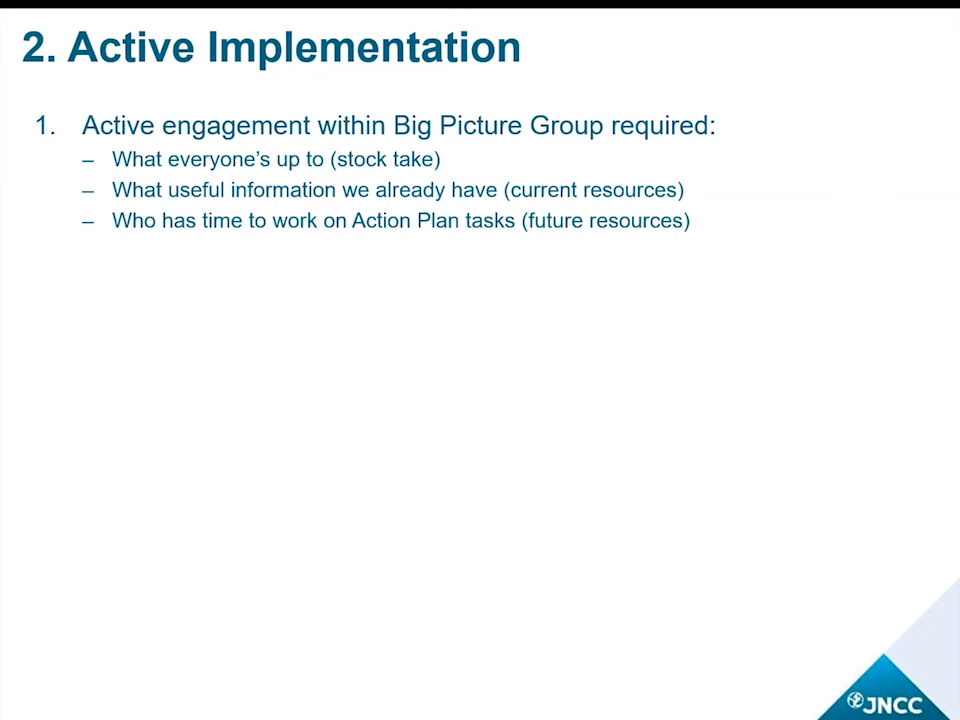 2. Active Implementation
1. Active engagement within Big Picture Group required:
– What everyone’s up to (stock take)
– What useful information we already have (current resources)
– Who has time to work on Action Plan tasks (future resources)
JNCC